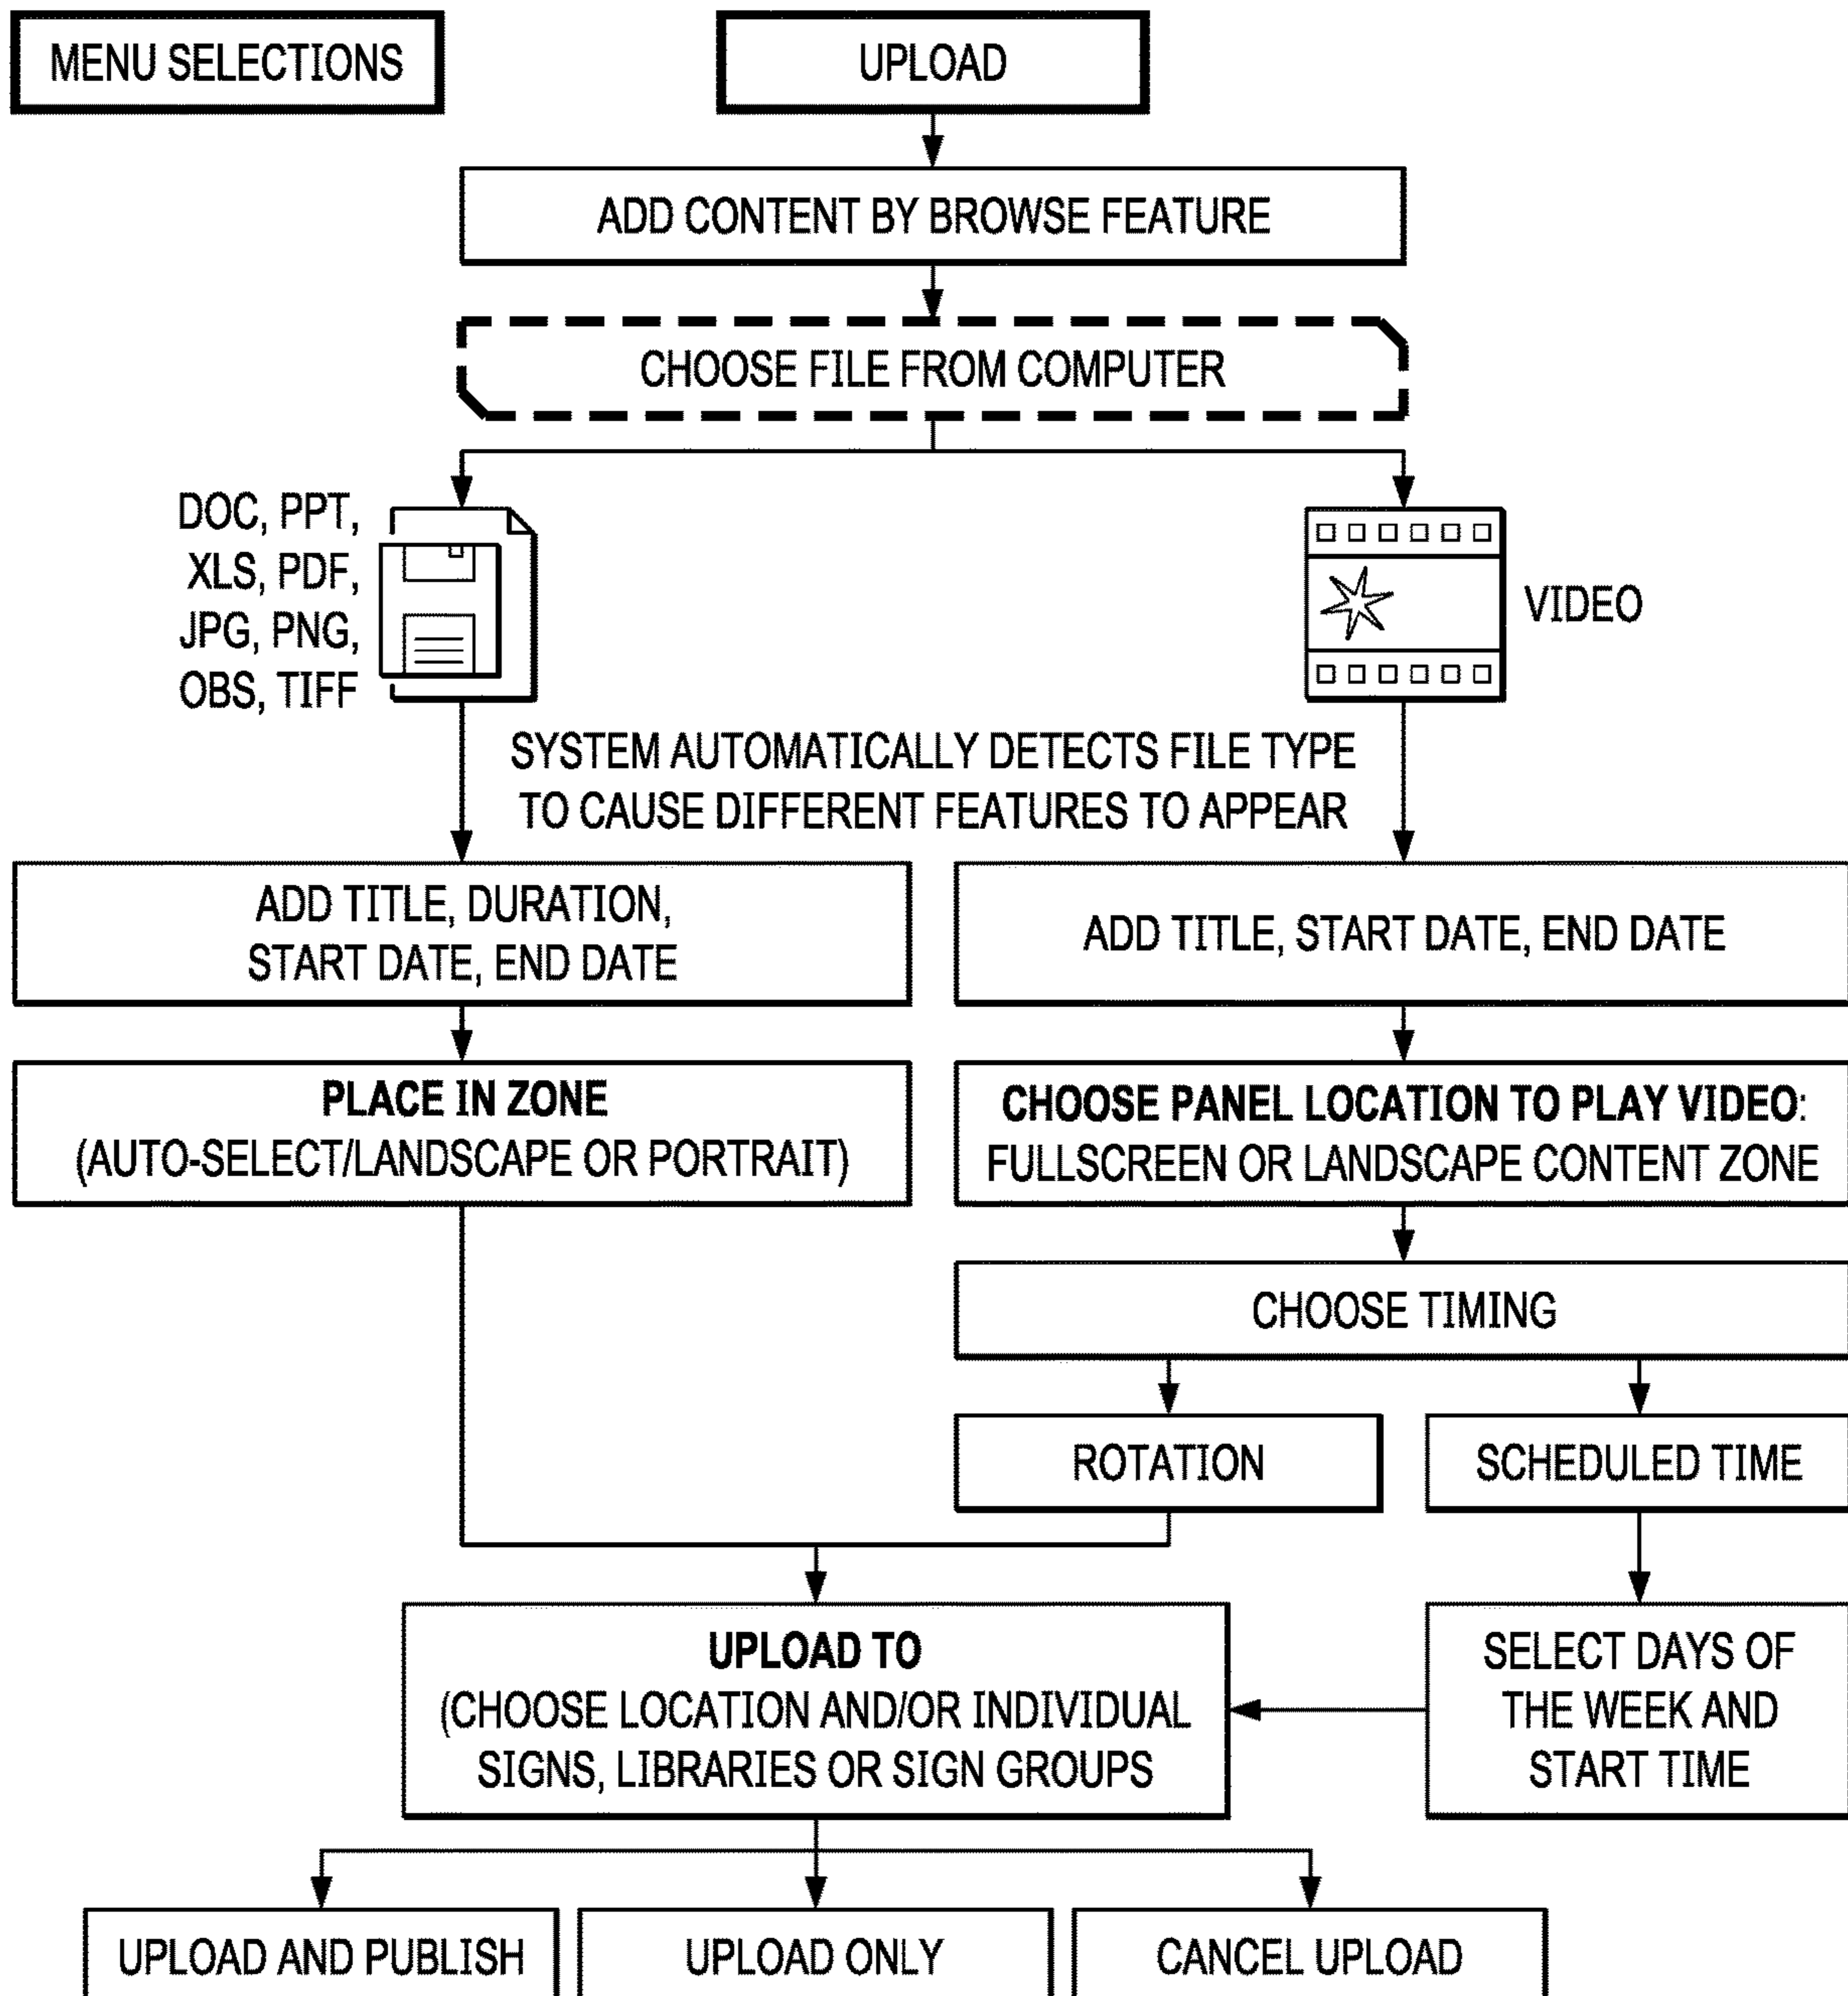 MENU SELECTIONS
UPLOAD
ADD CONTENT BY BROWSE FEATURE
CHOOSE FILE FROM COMPUTER
DOC, PPT,
XLS, PDF,
JPG, PNG,
OBS, TIFF
VIDEO
SYSTEM AUTOMATICALLY DETECTS FILE TYPE
TO CAUSE DIFFERENT FEATURES TO APPEAR
ADD TITLE, DURATION,
START DATE, END DATE
ADD TITLE, START DATE, END DATE
PLACE IN ZONE
(AUTO-SELECT/LANDSCAPE OR PORTRAIT)
CHOOSE PANEL LOCATION TO PLAY VIDEO:
FULLSCREEN OR LANDSCAPE CONTENT ZONE
CHOOSE TIMING
ROTATION
SCHEDULED TIME
UPLOAD TO
(CHOOSE LOCATION AND/OR INDIVIDUAL
SIGNS, LIBRARIES OR SIGN GROUPS
SELECT DAYS OF
THE WEEK AND
START TIME
UPLOAD AND PUBLISH
UPLOAD ONLY
CANCEL UPLOAD